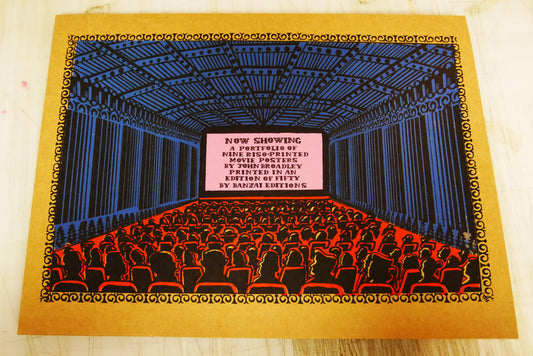 NOW SHOWING
A PORTFOLIO OF
NINE RISO-PRINTED
MOVIE POSTERS
BY JOHN BROADLEY
PRINTED IN AN
EDITION OF FIFTY
BY BANZAI EDITIONS